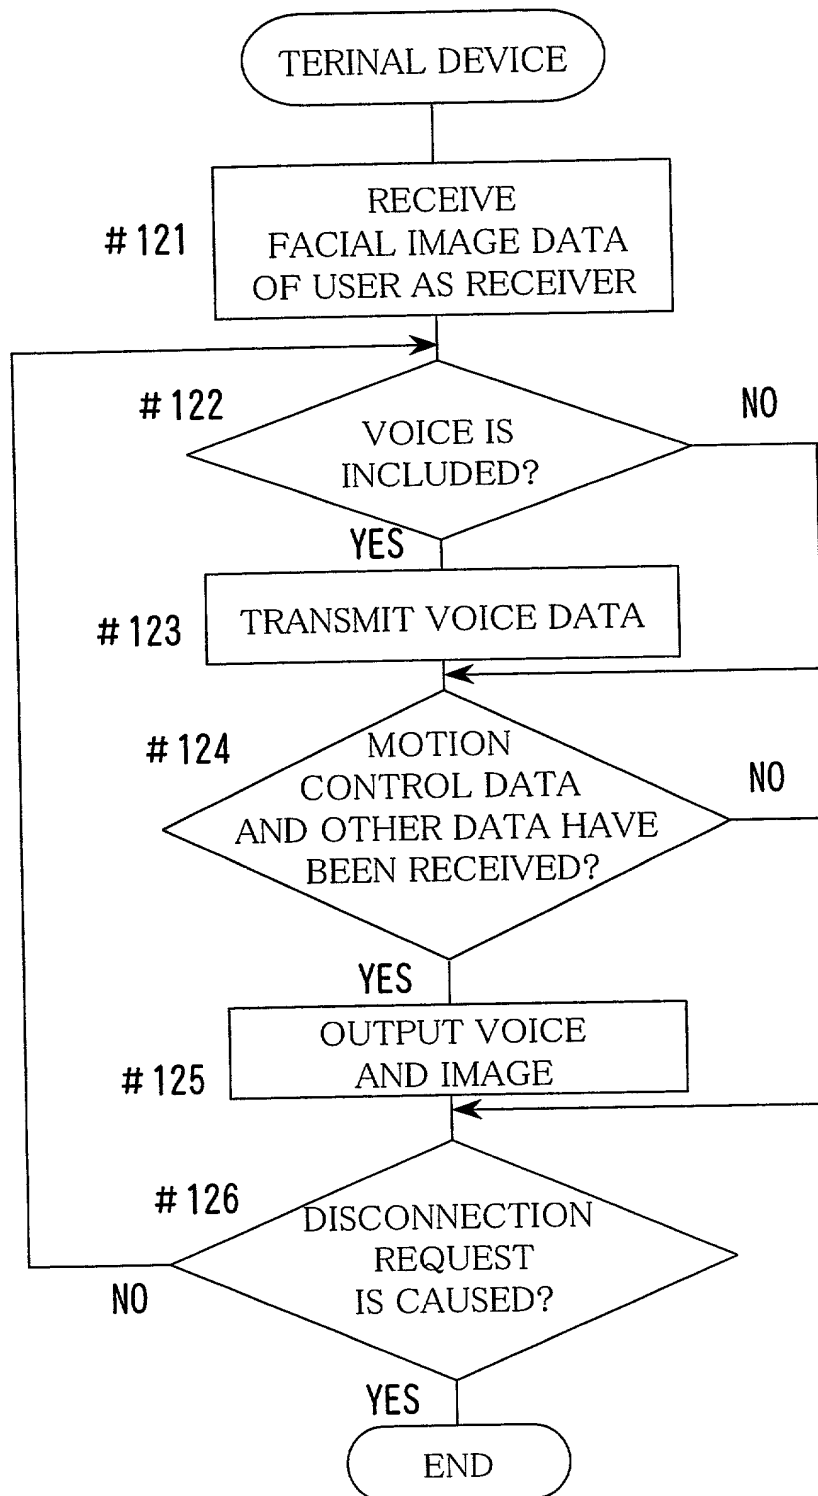 TERINAL DEVICE
RECEIVE
FACIAL IMAGE DATA
OF USER AS RECEIVER
#121
#122
NO
VOICE IS
INCLUDED?
YES
TRANSMIT VOICE DATA
#123
#124
MOTION
CONTROL DATA
AND OTHER DATA HAVE
BEEN RECEIVED?
NO
YES
OUTPUT VOICE
AND IMAGE
#125
#126
DISCONNECTION
REQUEST
IS CAUSED?
NO
YES
END